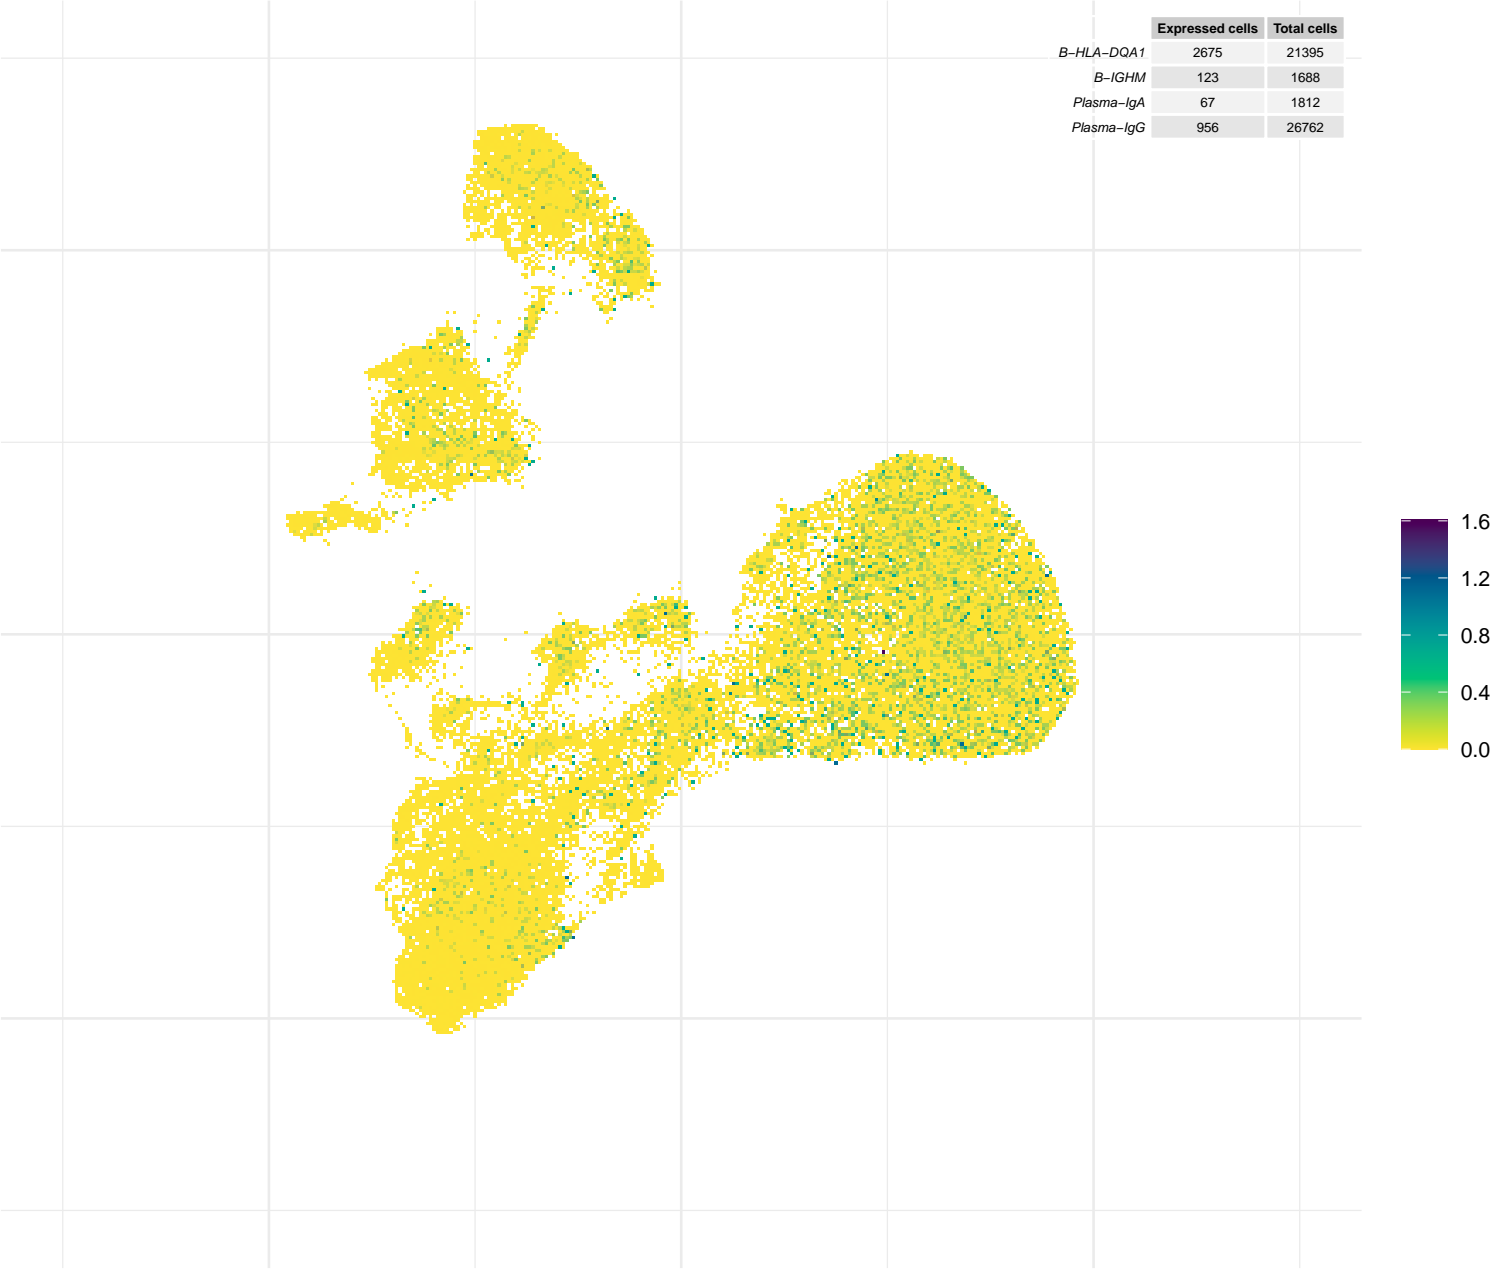 Expressed cells Total cells
B−HLA−DQA1 2675 21395
B−IGHM 123 1688
Plasma−IgA 67 1812
Plasma−IgG 956 26762
1.6
1.2
0.8
0.4
0.0